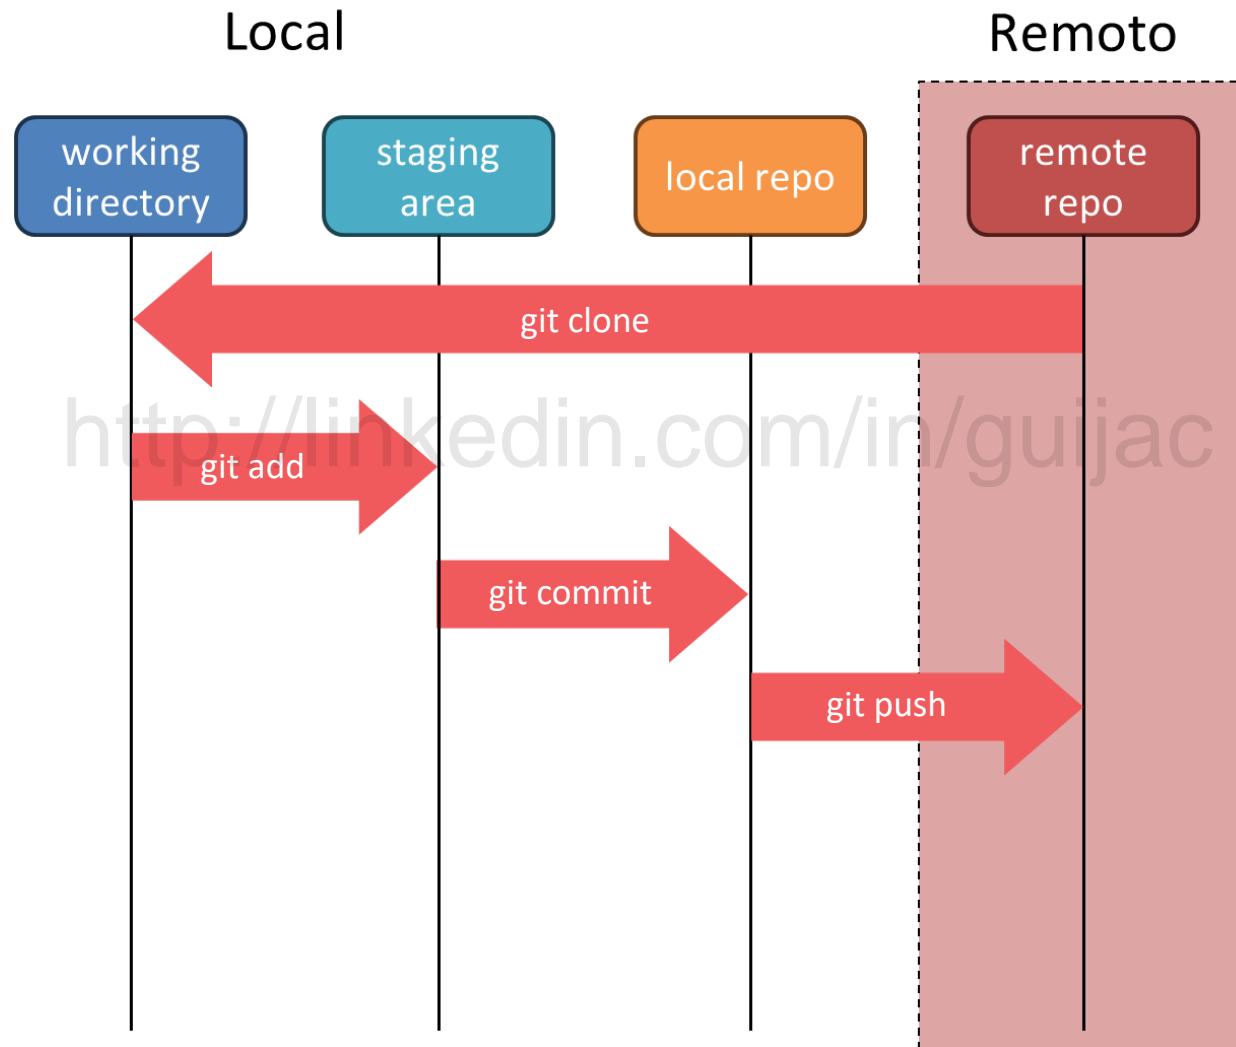 Local
Remoto
working
directory
staging
area
local repo
remote
repo
git clone
http://linkedin.com/in/guijac
git add
git commit
git push